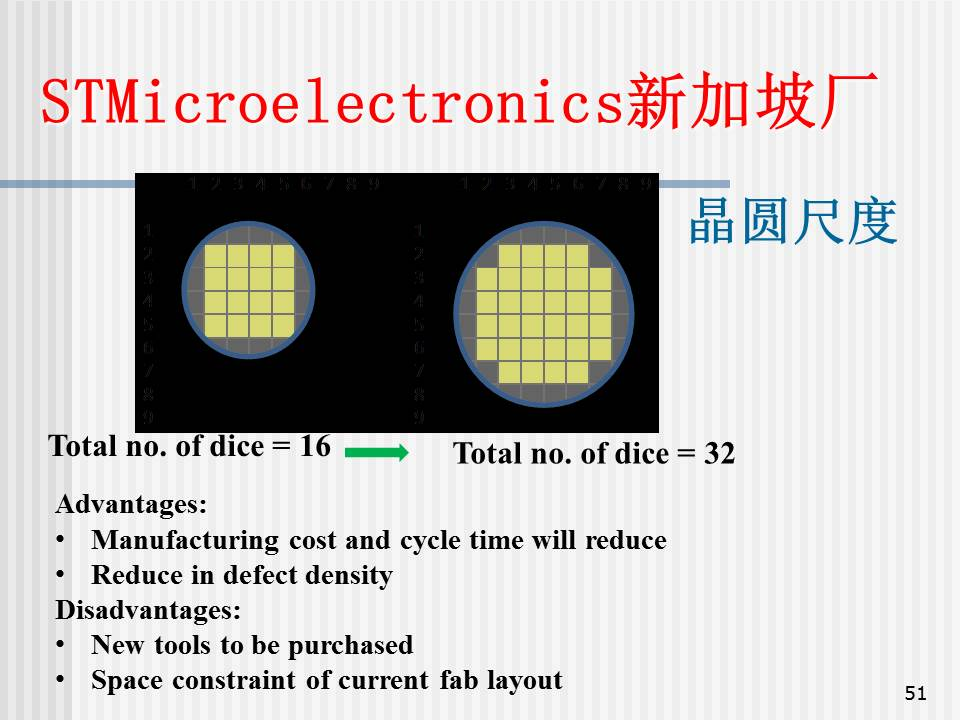 STMicroelectronics新加坡厂
晶圆尺度
1 2 3 4 5 6 7 8 9
1 2 3 4 5 6 7 8 9
1
2
3
4
5
6
7
8
9
1
2
3
4
5
6
7
8
9
Total no. of dice = 16
Total no. of dice = 32
Advantages:
• Manufacturing cost and cycle time will reduce
• Reduce in defect density
Disadvantages:
• New tools to be purchased
• Space constraint of current fab layout
51